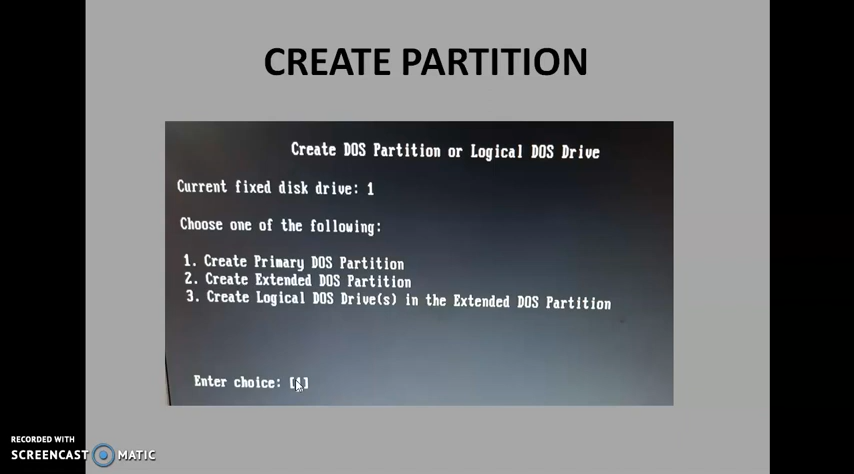 CREATE PARTITION
Create DOS Partition or Logical DOS Drive
Current fixed disk drive: 1
Choose one of the following:
1. Create Primary DOS Partition
2. Create Extended DOS Partition
3. Create Logical DOS Drive(s) in the Extended DOS Partition
Enter choice: [1]
RECORDED WITH
SCREENCAST MATIC